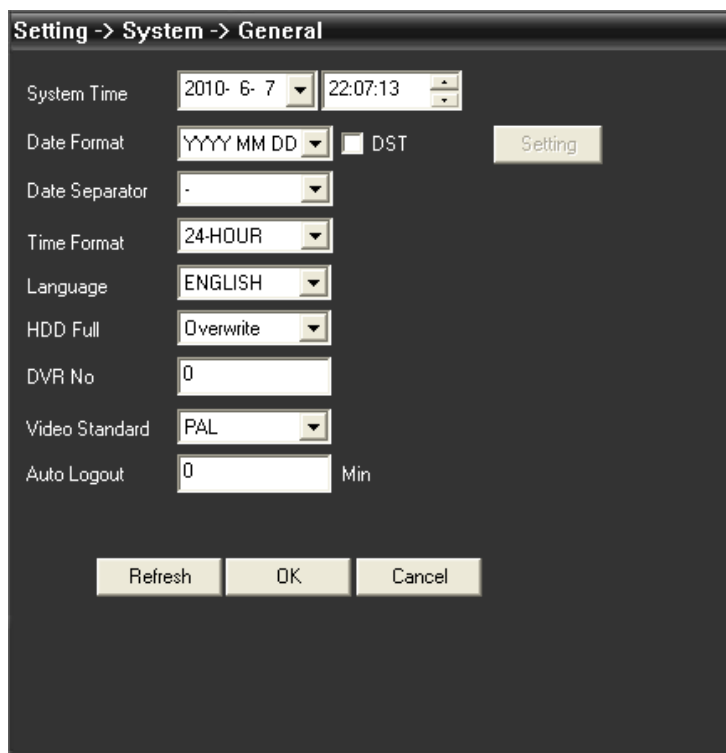 Setting -> System -> General
System Time 2010- 6- 7 22:07:13
Date Format YYYY MM DD DST Setting
Date Separator -
Time Format 24-HOUR
Language ENGLISH
HDD Full Overwrite
DVR No 0
Video Standard PAL
Auto Logout 0 Min
Refresh OK Cancel